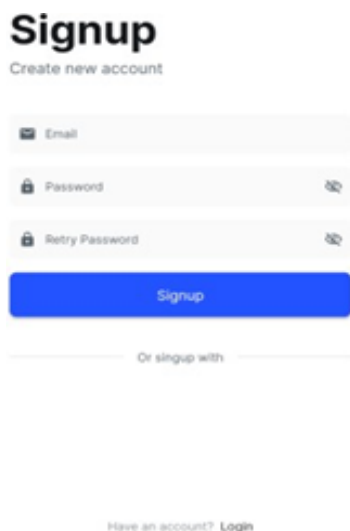 Signup
Create new account
Email
Password
Retry Password
Signup
Or singup with
Have an account? Login